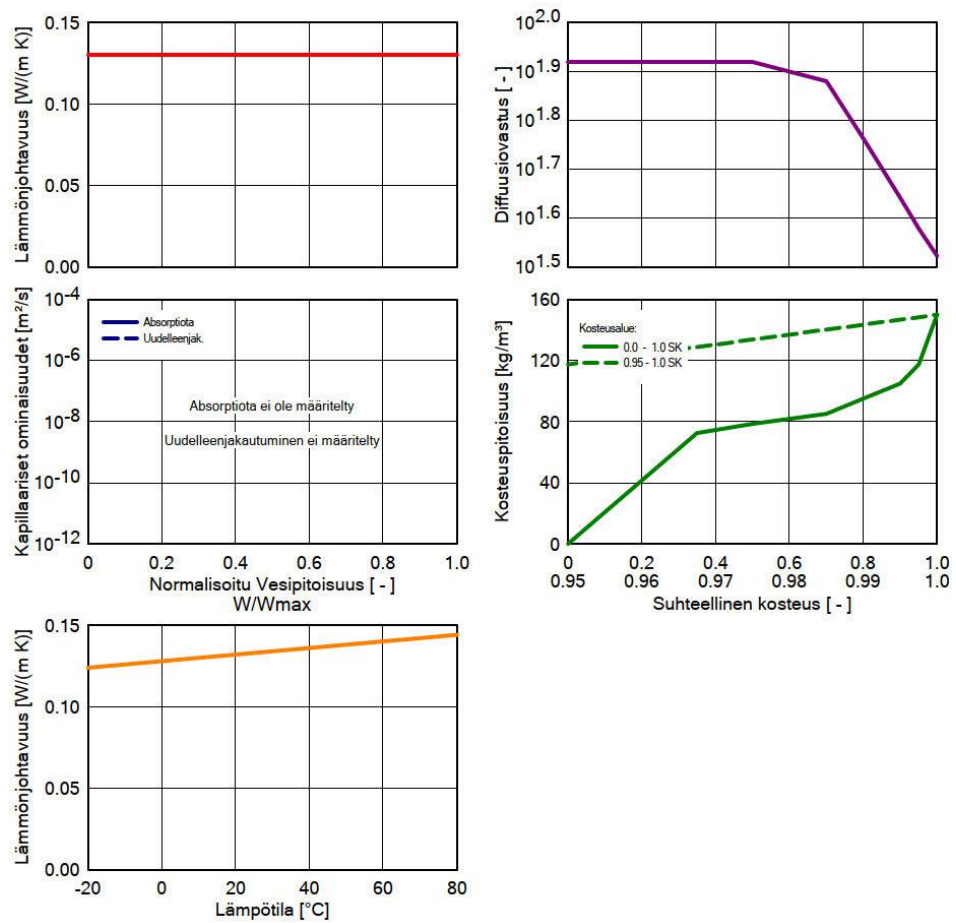 Lämmönjohtavuus [W/(m K)]
0.15
0.10
0.05
0.00
Diffuusiovastus [ - ]
10^2.0
10^1.9
10^1.8
10^1.7
10^1.6
10^1.5
Kapillaariset ominaisuudet [m²/s]
10^-4
10^-6
10^-8
10^-10
10^-12
Absorptiota
Uudelleenjak.
Absorptiota ei ole määritelty
Uudelleenjakautuminen ei määritelty
0 0.2 0.4 0.6 0.8 1.0
Normalisoitu Vesipitoisuus [ - ]
W/Wmax
Kosteuspitoisuus [kg/m³]
160
120
80
40
0
Kosteusalue:
0.0 - 1.0 SK
0.95 - 1.0 SK
0 0.2 0.4 0.6 0.8 1.0
0.95 0.96 0.97 0.98 0.99 1.0
Suhteellinen kosteus [ - ]
Lämmönjohtavuus [W/(m K)]
0.15
0.10
0.05
0.00
-20 0 20 40 60 80
Lämpötila [°C]